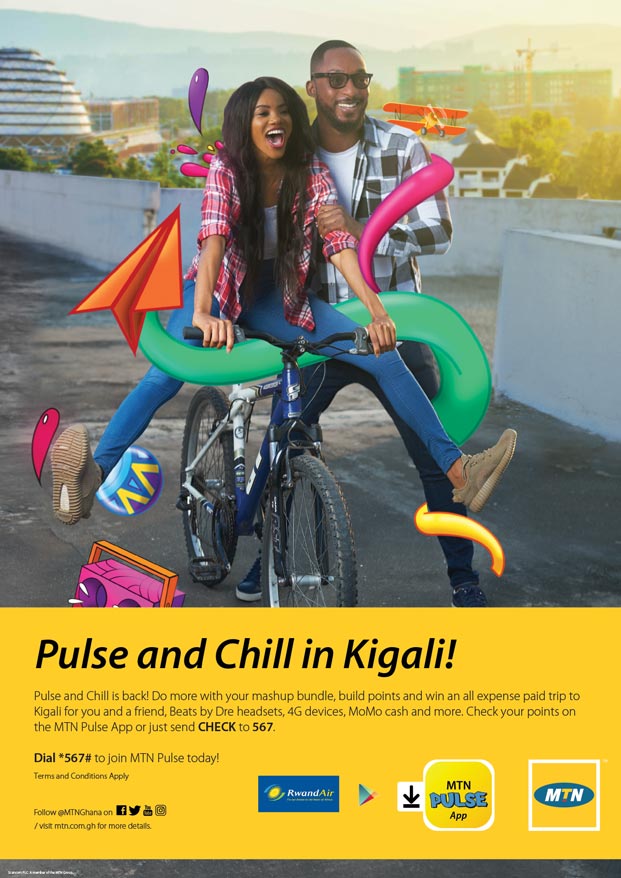 Pulse and Chill in Kigali!
Pulse and Chill is back! Do more with your mashup bundle, build points and win an all expense paid trip to
Kigali for you and a friend, Beats by Dre headsets, 4G devices, MoMo cash and more. Check your points on
the MTN Pulse App or just send CHECK to 567.
Dial *567# to join MTN Pulse today!
Terms and Conditions Apply
RwandAir
MTN
PULSE
App
MTN
Follow @MTNGhana on
/ visit mtn.com.gh for more details.